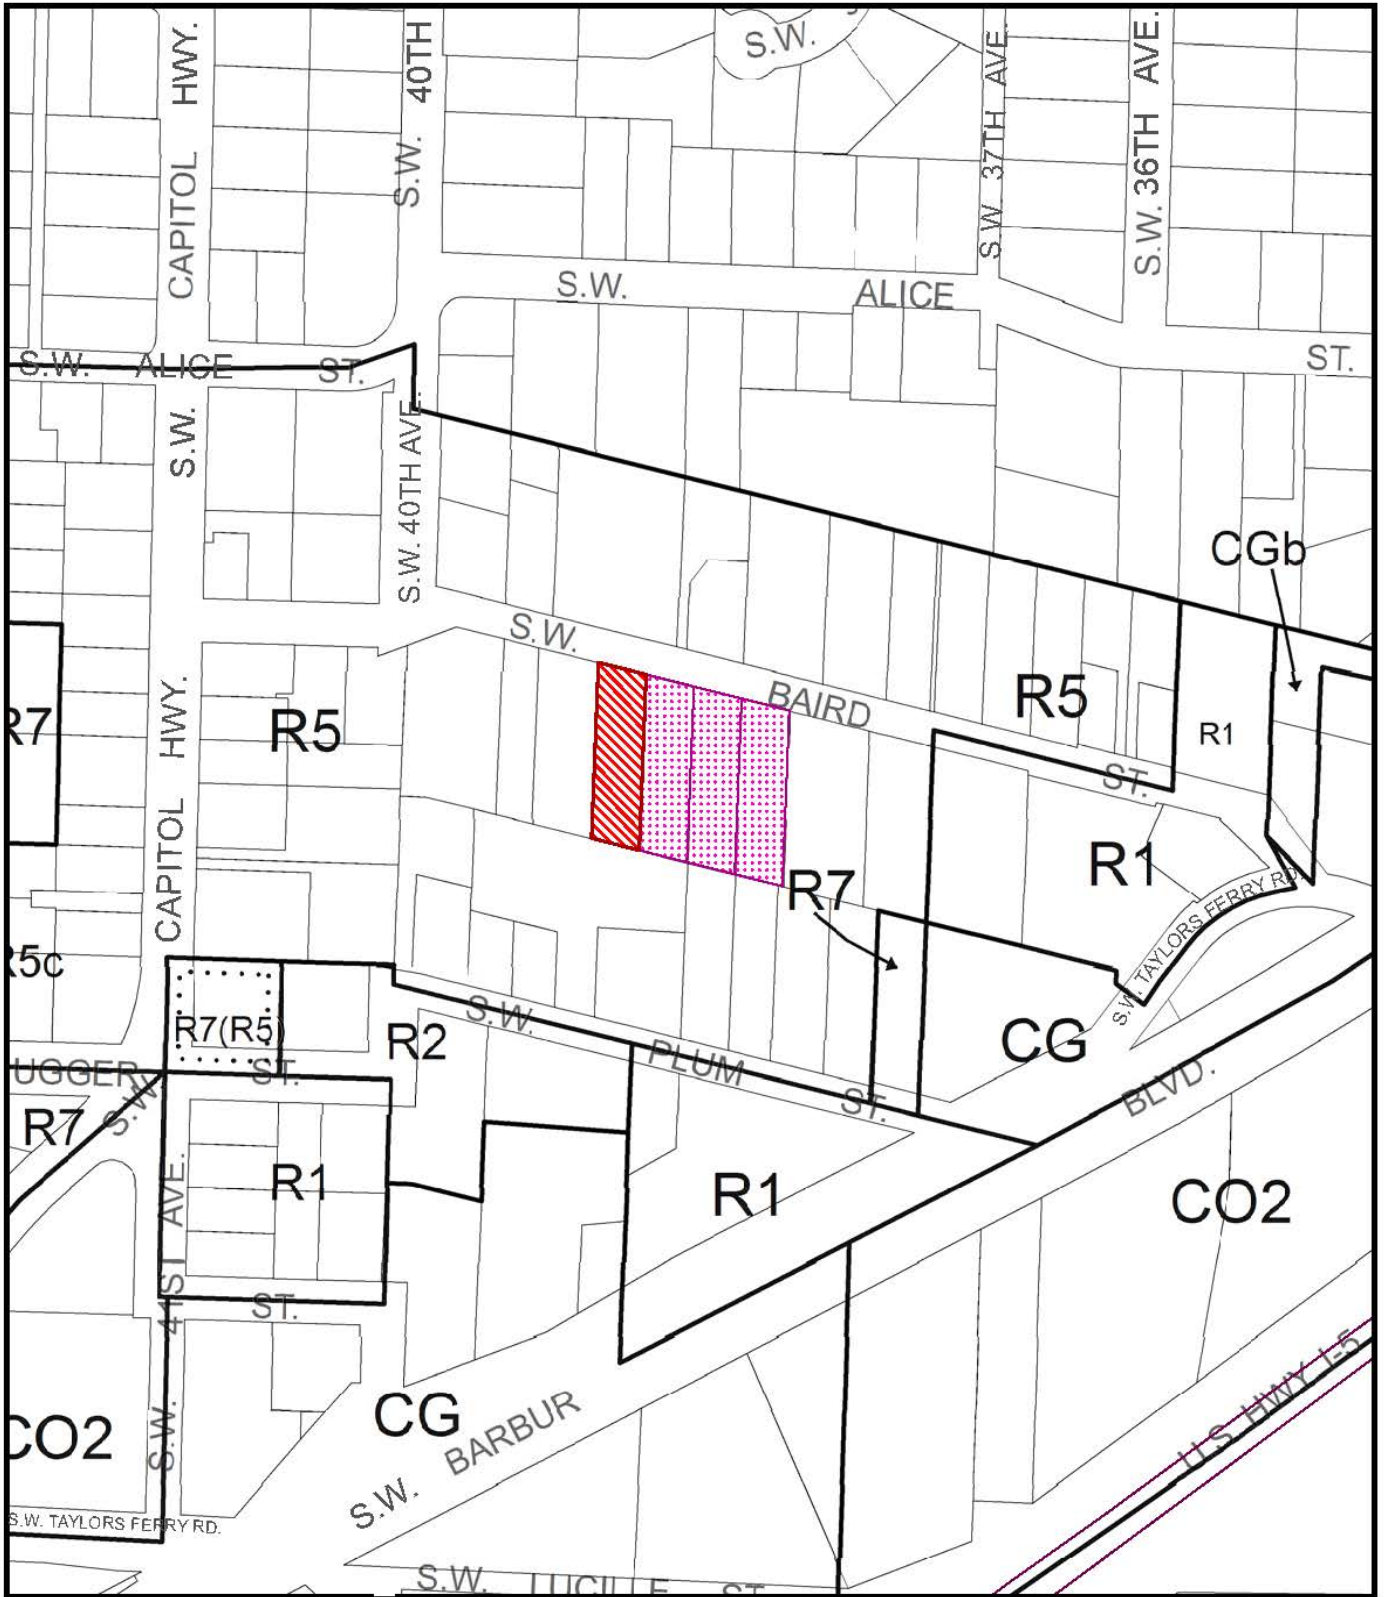 S.W.
CAPITOL HWY.
S.W. 40TH
S.W. 37TH AVE.
S.W. 36TH AVE.
S.W. ALICE
ST.
S.W. ALICE ST.
S.W.
S.W. 40TH AVE.
CGb
S.W. BAIRD ST.
R5
R1
R7
CAPITOL HWY.
R5
R7
R1
R5c
S.W. TAYLORS FERRY RD.
R7(R5)
R2
S.W. PLUM ST.
CG
UGGER ST.
R7
S.W.
BLVD.
R1
R1
CO2
S.W. 41ST AVE.
ST.
CO2
CG
S.W. BARBUR
U.S. HWY I-5
S.W. TAYLORS FERRY RD.
S.W. LUCILLE ST